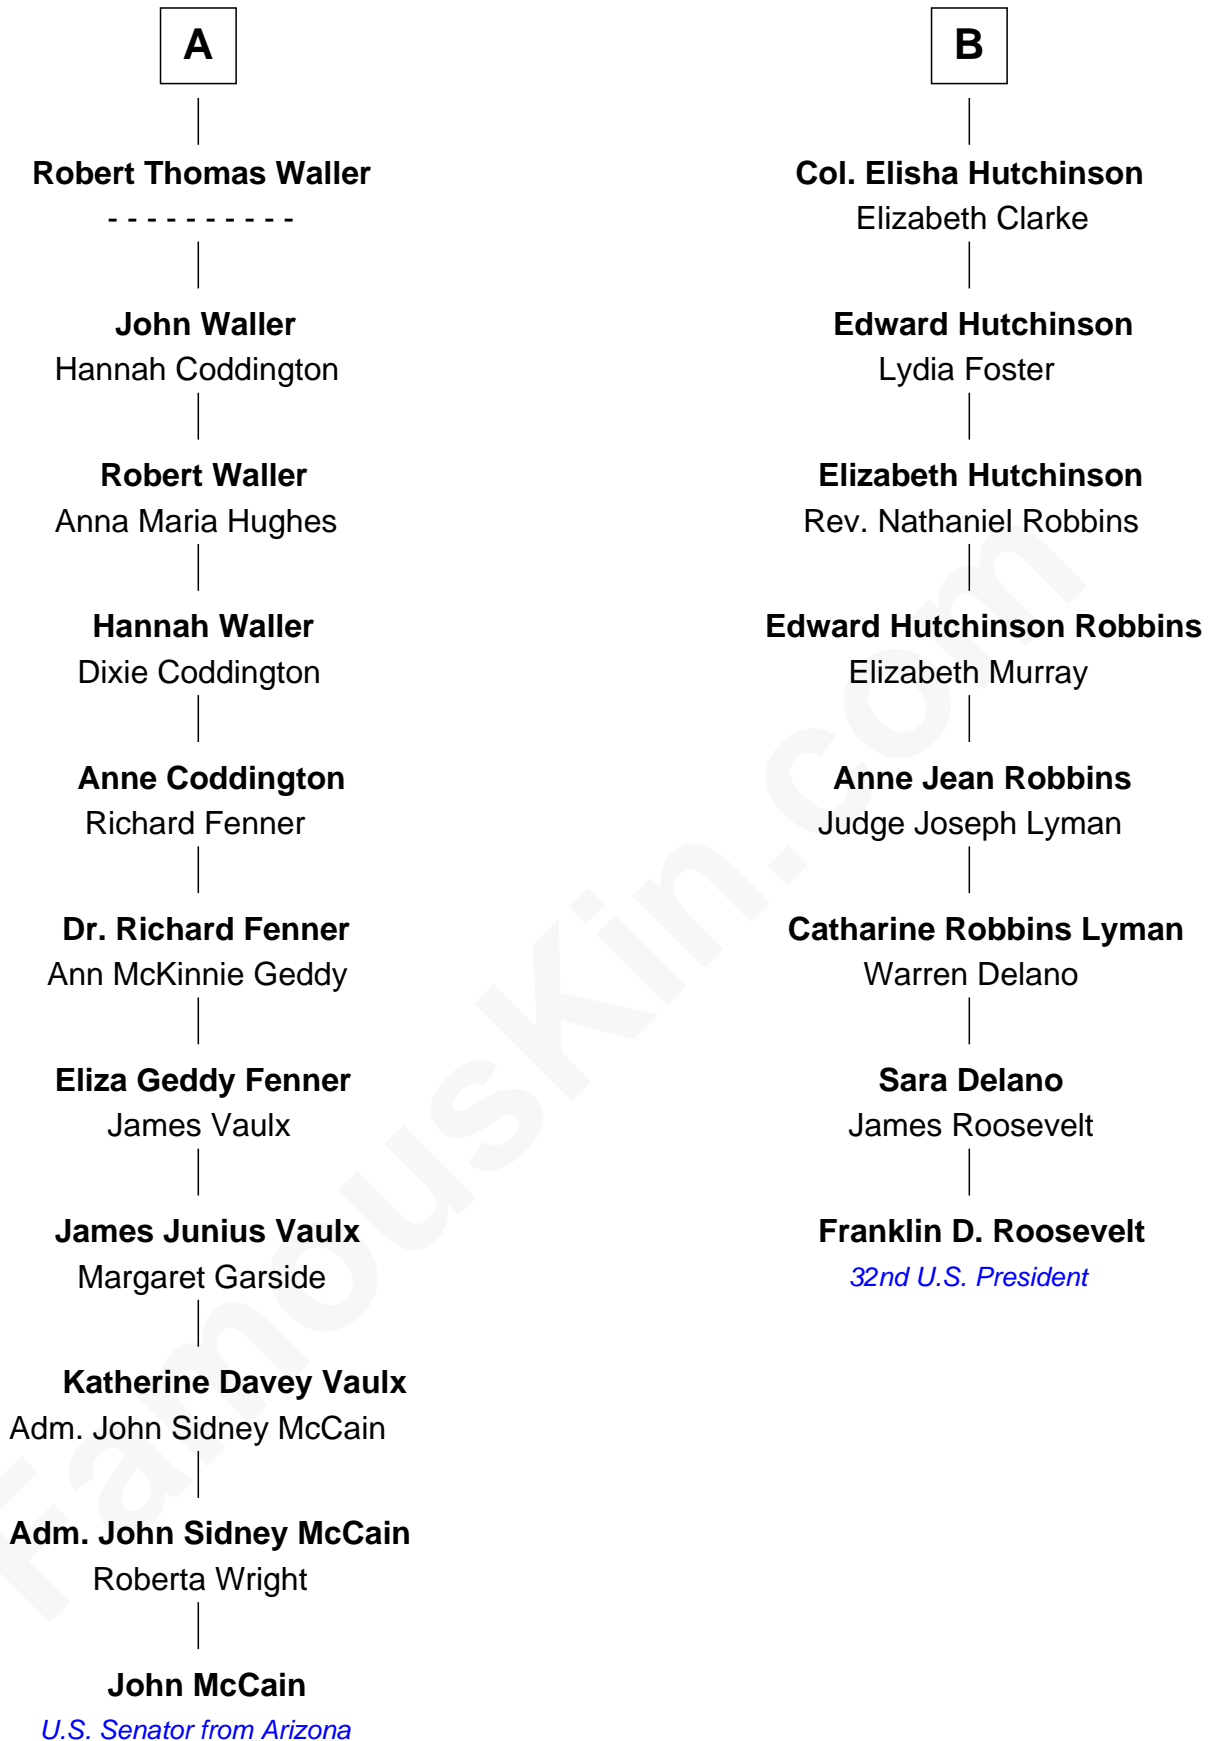 A
Robert Thomas Waller
- - - - - - - - - -
John Waller
Hannah Coddington
Robert Waller
Anna Maria Hughes
Hannah Waller
Dixie Coddington
Anne Coddington
Richard Fenner
Dr. Richard Fenner
Ann McKinnie Geddy
Eliza Geddy Fenner
James Vaulx
James Junius Vaulx
Margaret Garside
Katherine Davey Vaulx
Adm. John Sidney McCain
Adm. John Sidney McCain
Roberta Wright
John McCain
U.S. Senator from Arizona
B
Col. Elisha Hutchinson
Elizabeth Clarke
Edward Hutchinson
Lydia Foster
Elizabeth Hutchinson
Rev. Nathaniel Robbins
Edward Hutchinson Robbins
Elizabeth Murray
Anne Jean Robbins
Judge Joseph Lyman
Catharine Robbins Lyman
Warren Delano
Sara Delano
James Roosevelt
Franklin D. Roosevelt
32nd U.S. President
FamousKin.com